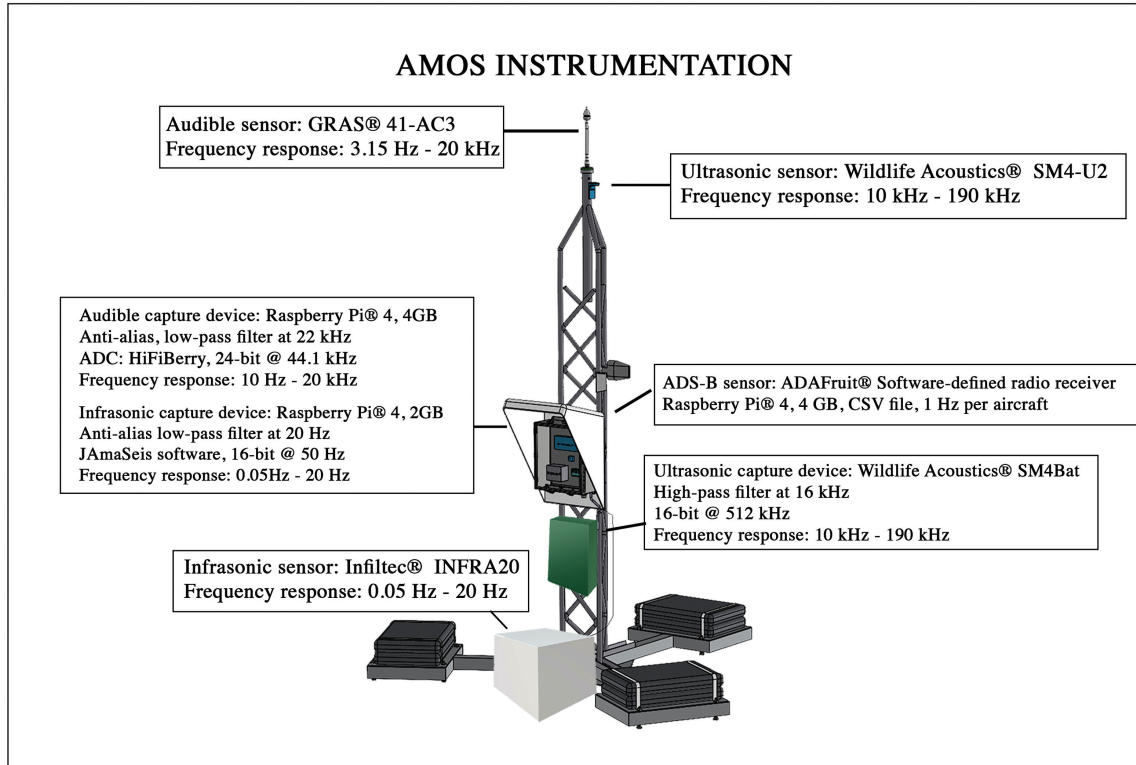 AMOS INSTRUMENTATION
Audible sensor: GRAS® 41-AC3
Frequency response: 3.15 Hz - 20 kHz
Ultrasonic sensor: Wildlife Acoustics® SM4-U2
Frequency response: 10 kHz - 190 kHz
Audible capture device: Raspberry Pi® 4, 4GB
Anti-alias, low-pass filter at 22 kHz
ADC: HiFiBerry, 24-bit @ 44.1 kHz
Frequency response: 10 Hz - 20 kHz
Infrasonic capture device: Raspberry Pi® 4, 2GB
Anti-alias low-pass filter at 20 Hz
JAmaSeis software, 16-bit @ 50 Hz
Frequency response: 0.05Hz - 20 Hz
ADS-B sensor: ADAFruit® Software-defined radio receiver
Raspberry Pi® 4, 4 GB, CSV file, 1 Hz per aircraft
Ultrasonic capture device: Wildlife Acoustics® SM4Bat
High-pass filter at 16 kHz
16-bit @ 512 kHz
Frequency response: 10 kHz - 190 kHz
Infrasonic sensor: Infiltec® INFRA20
Frequency response: 0.05 Hz - 20 Hz